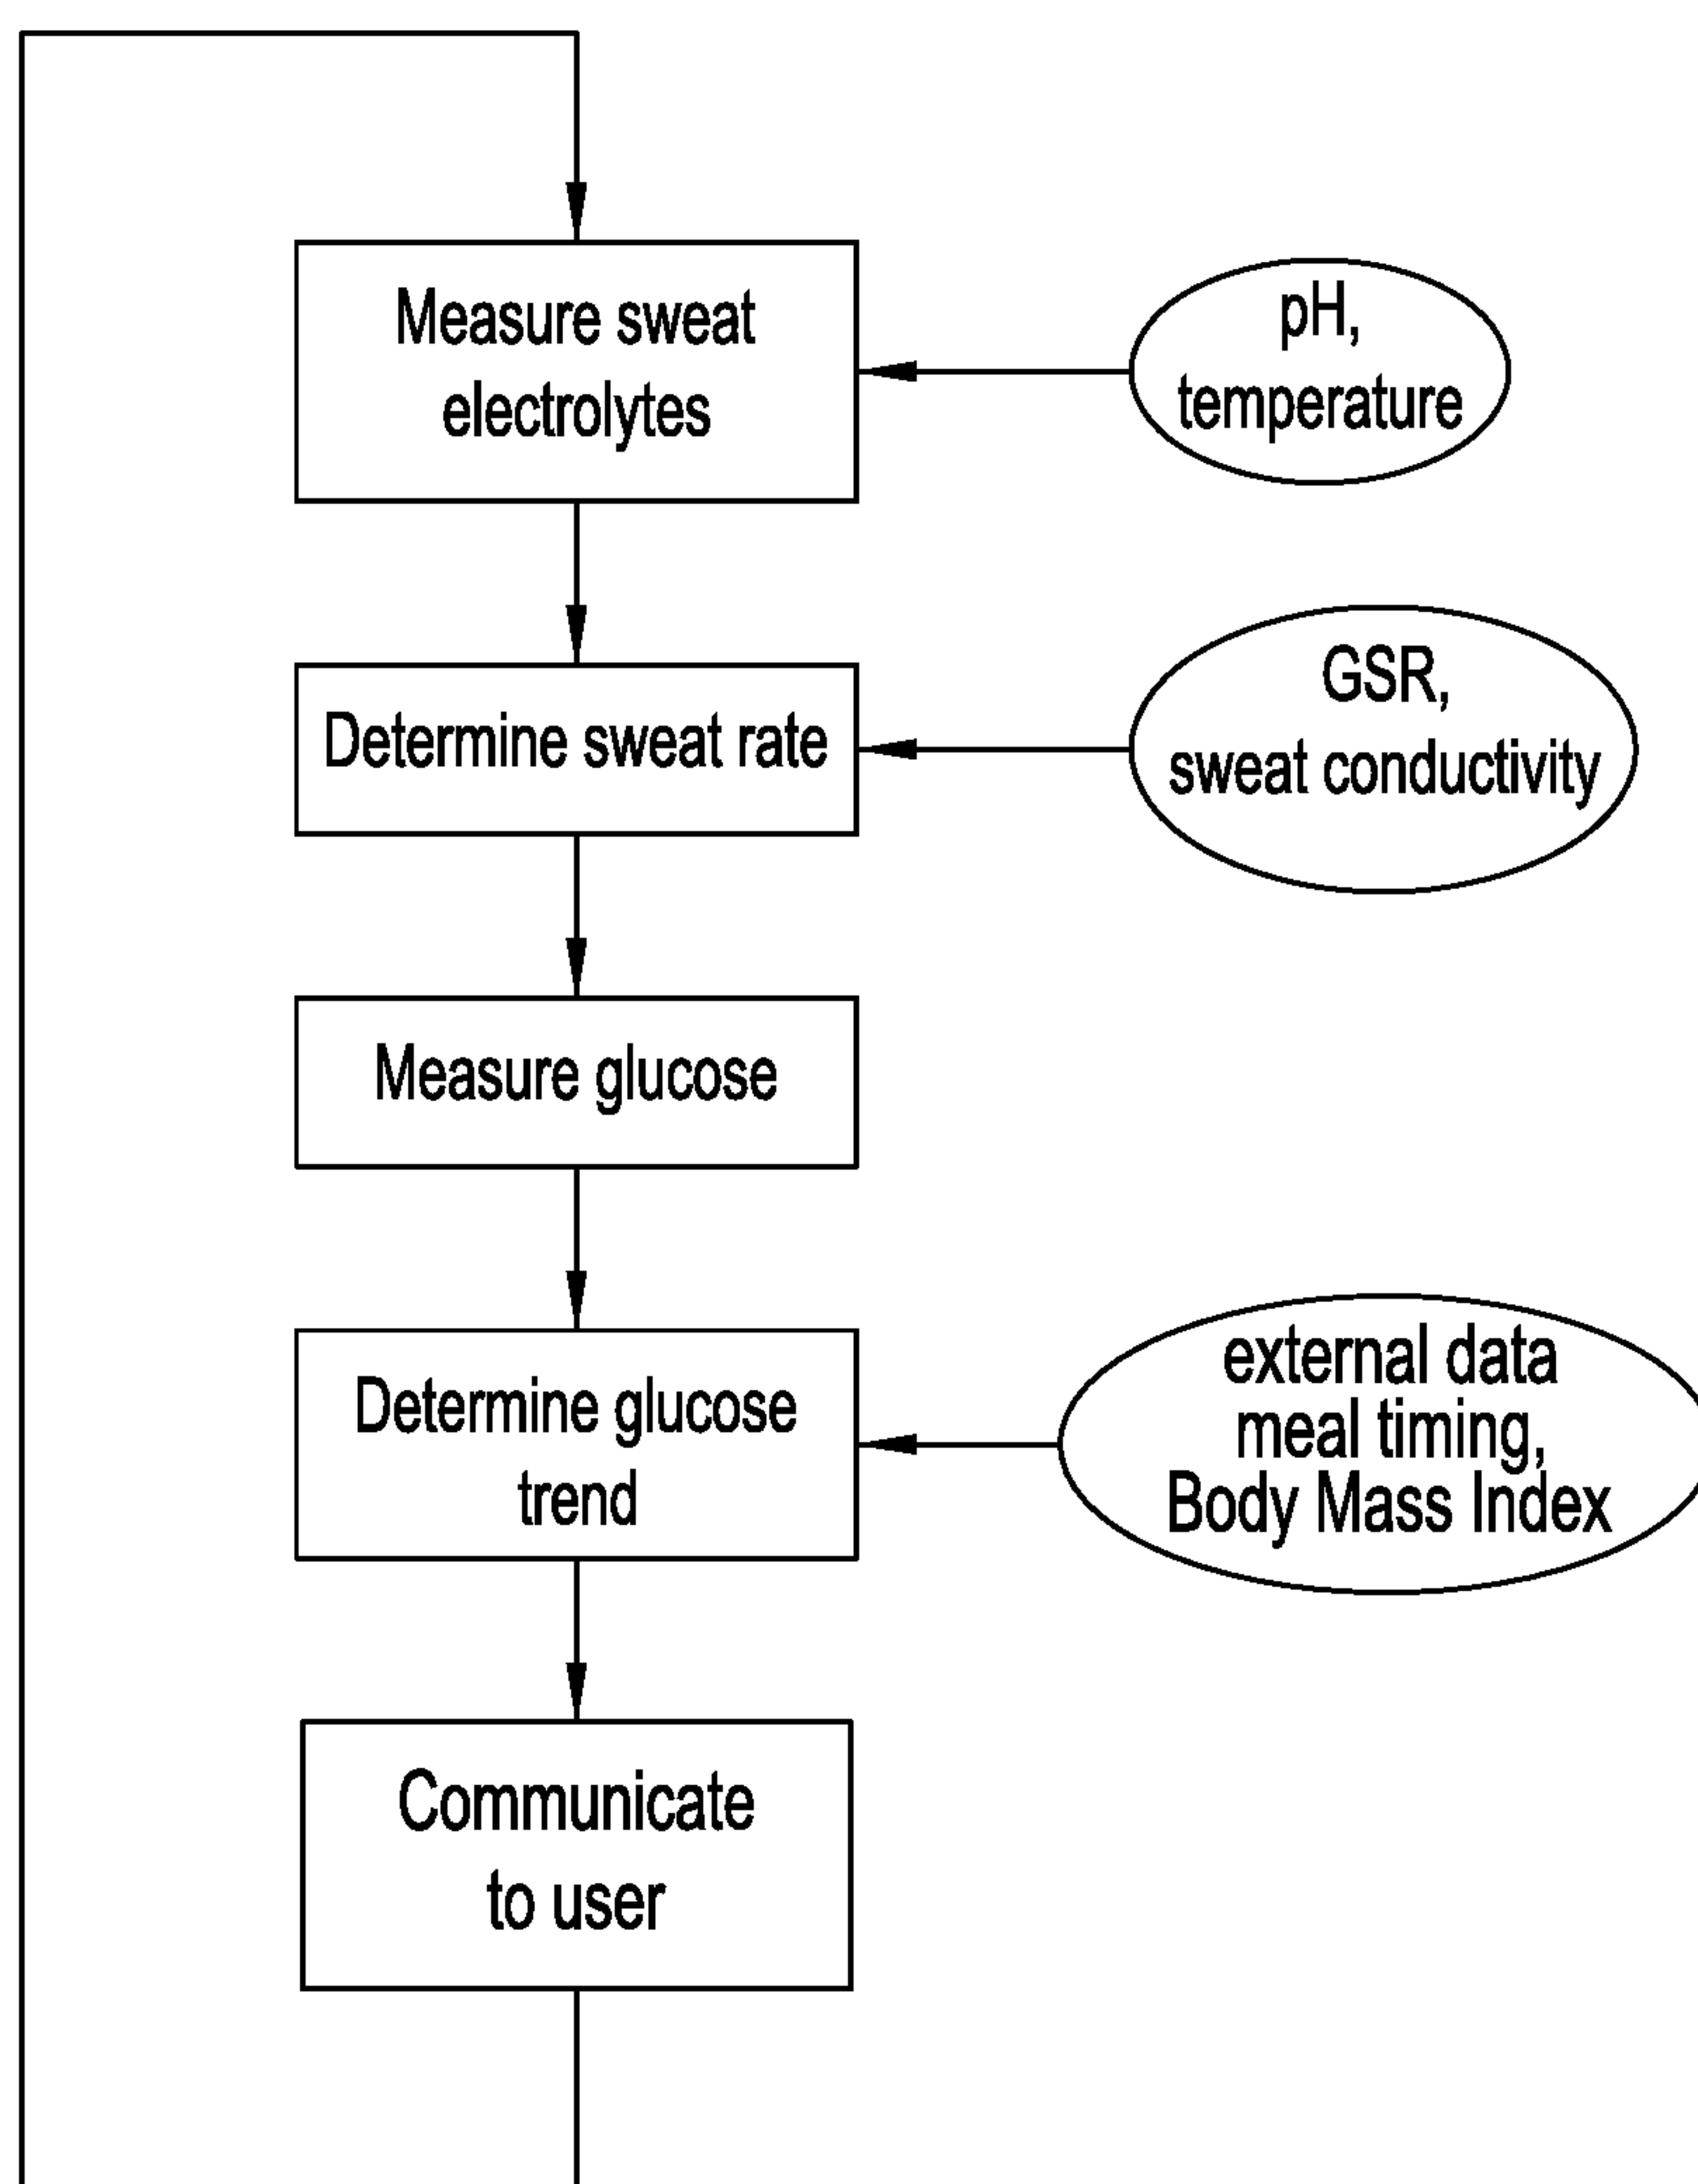 Measure sweat
electrolytes
pH,
temperature
Determine sweat rate
GSR,
sweat conductivity
Measure glucose
Determine glucose
trend
external data
meal timing,
Body Mass Index
Communicate
to user